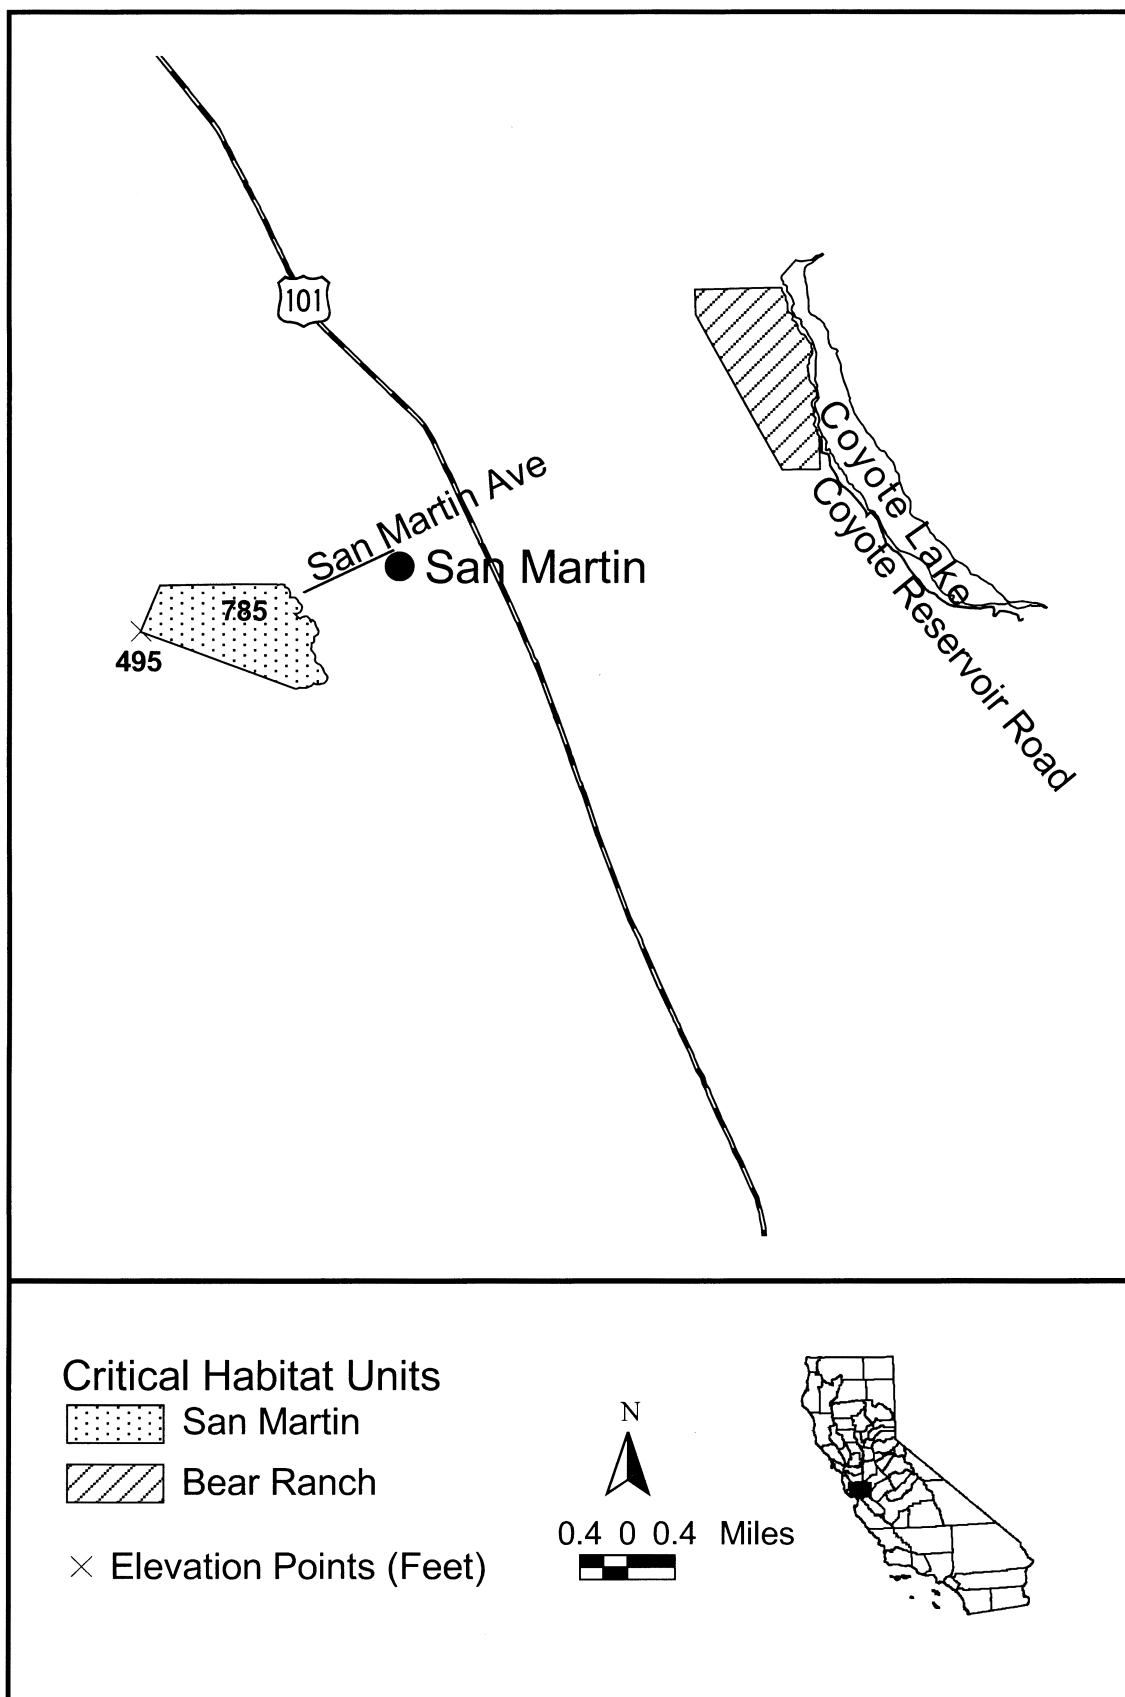 101
San Martin Ave
San Martin
785
495
Coyote Lake
Coyote Reservoir Road
Critical Habitat Units
San Martin
Bear Ranch
Elevation Points (Feet)
N
0.4 0 0.4 Miles